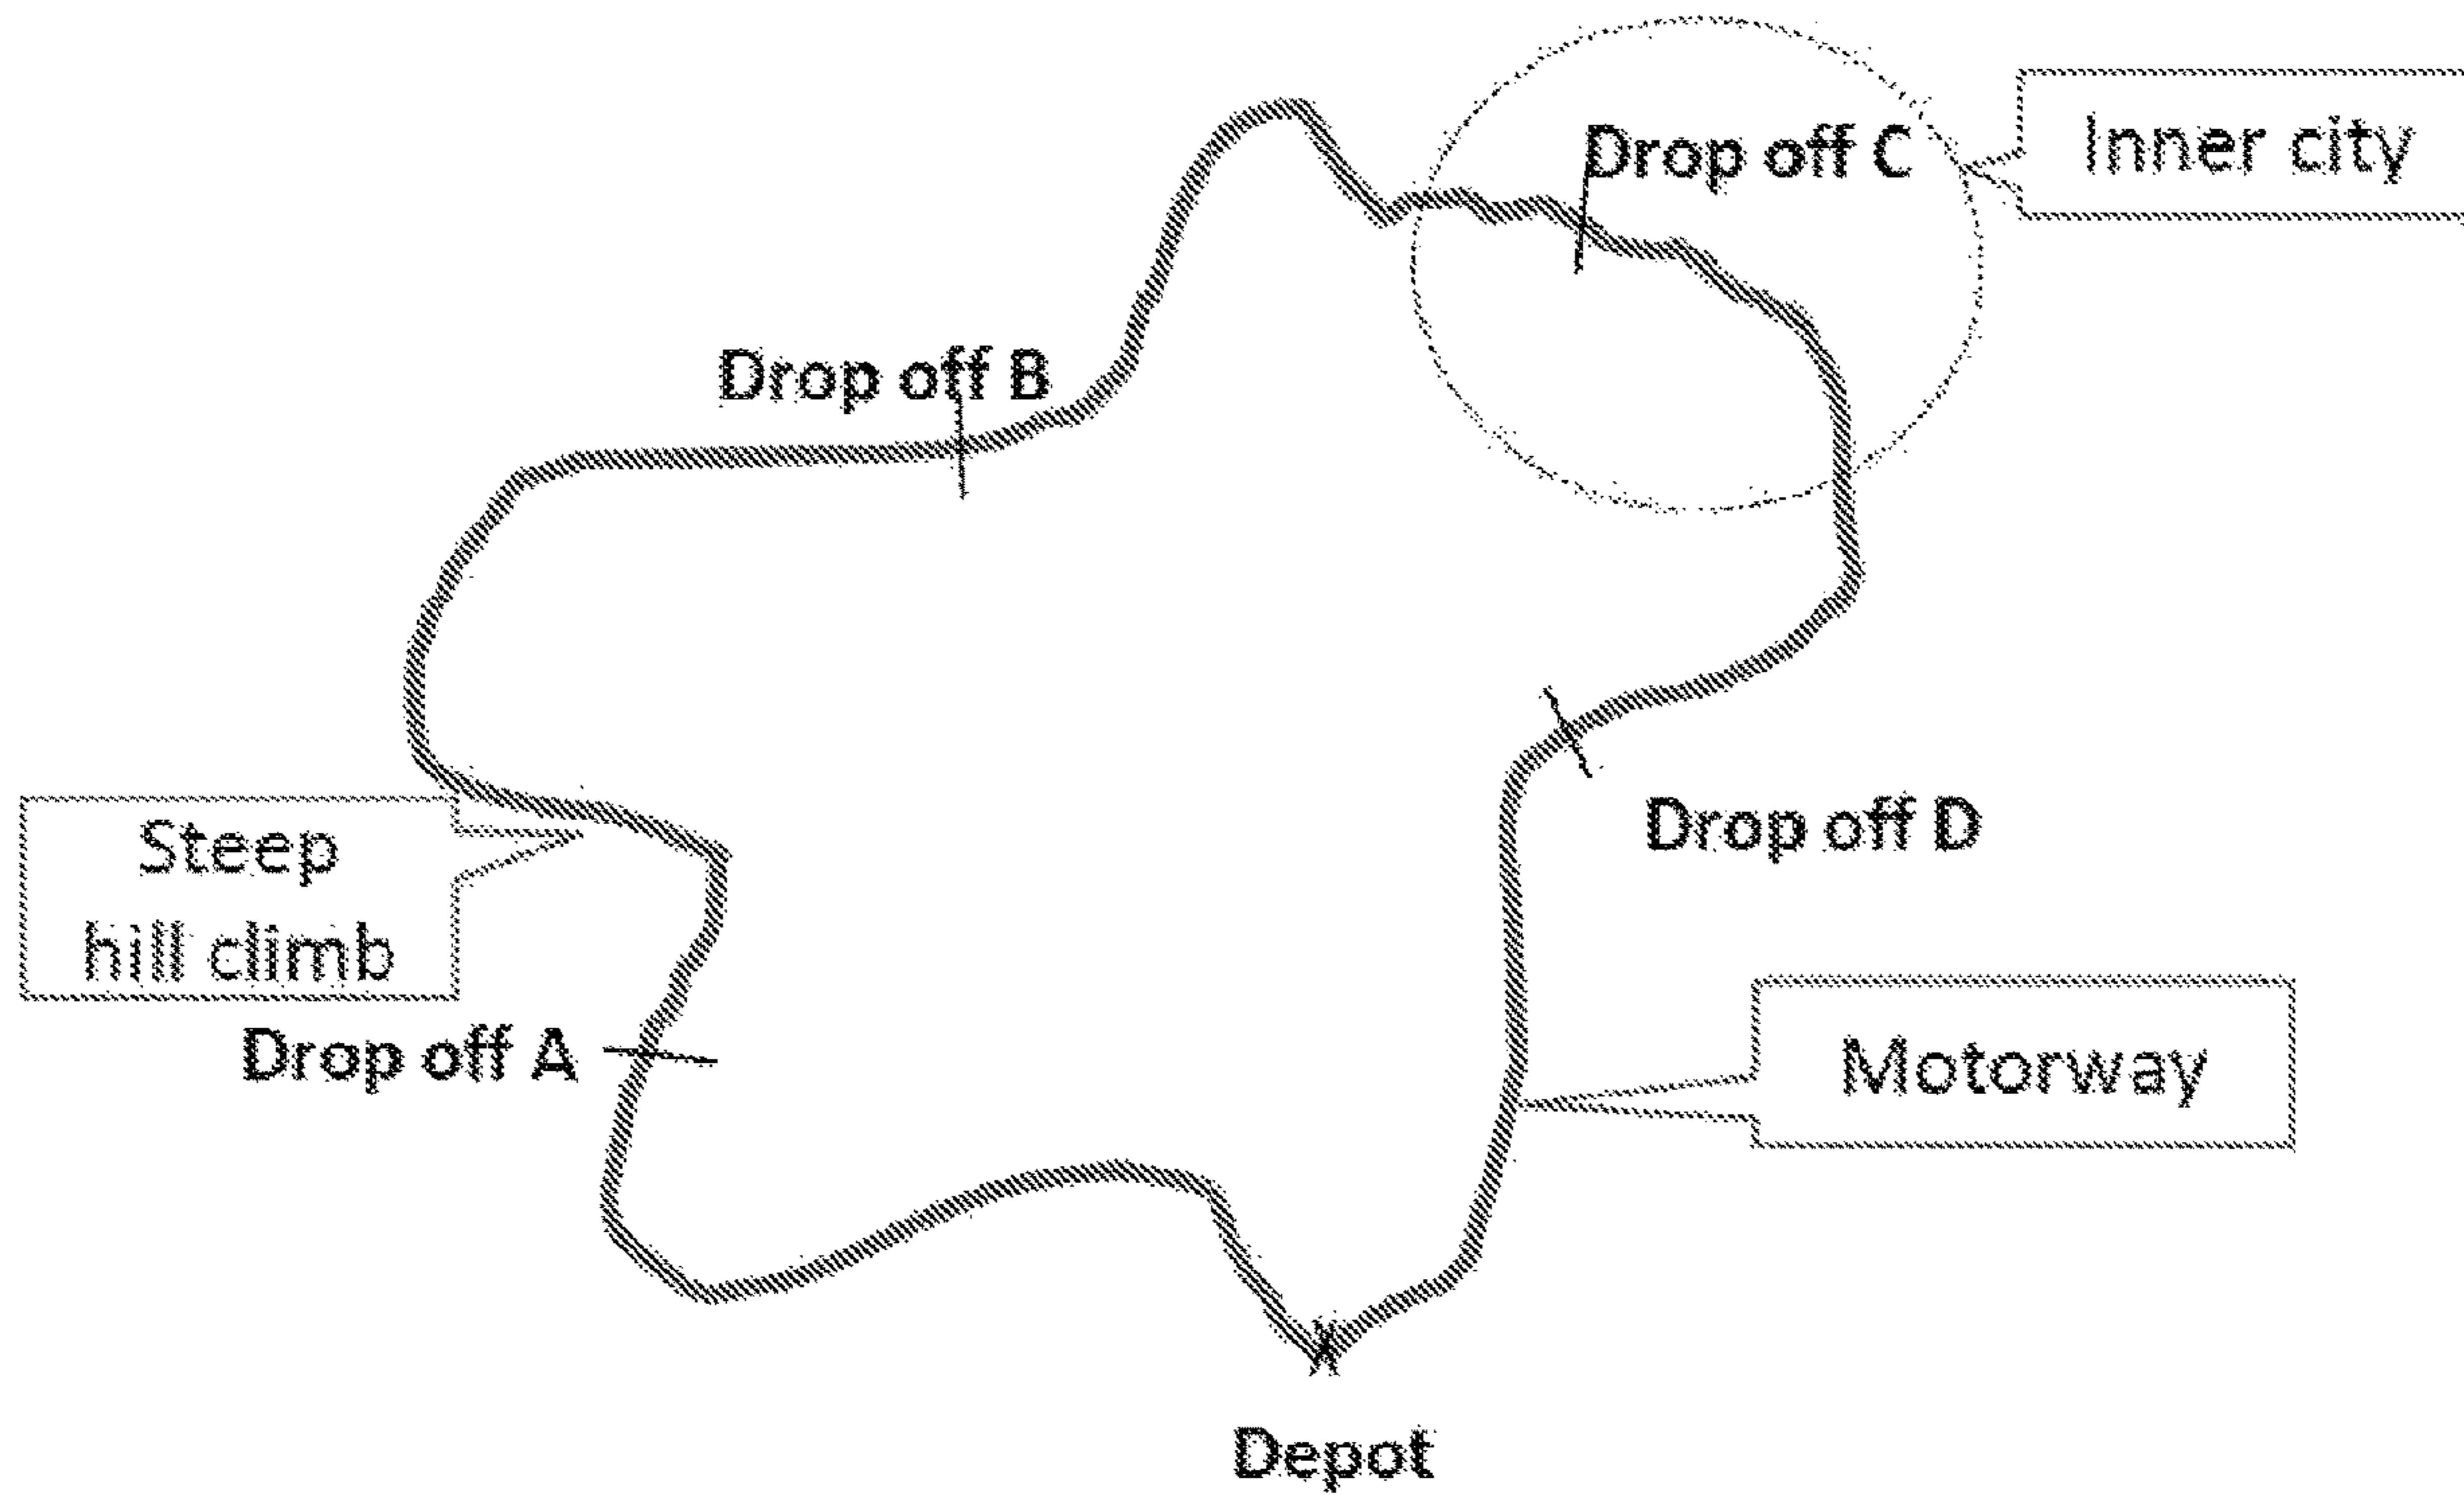 Drop off C
Inner city
Drop off B
Steep
hill climb
Drop off D
Drop off A
Motorway
Depot